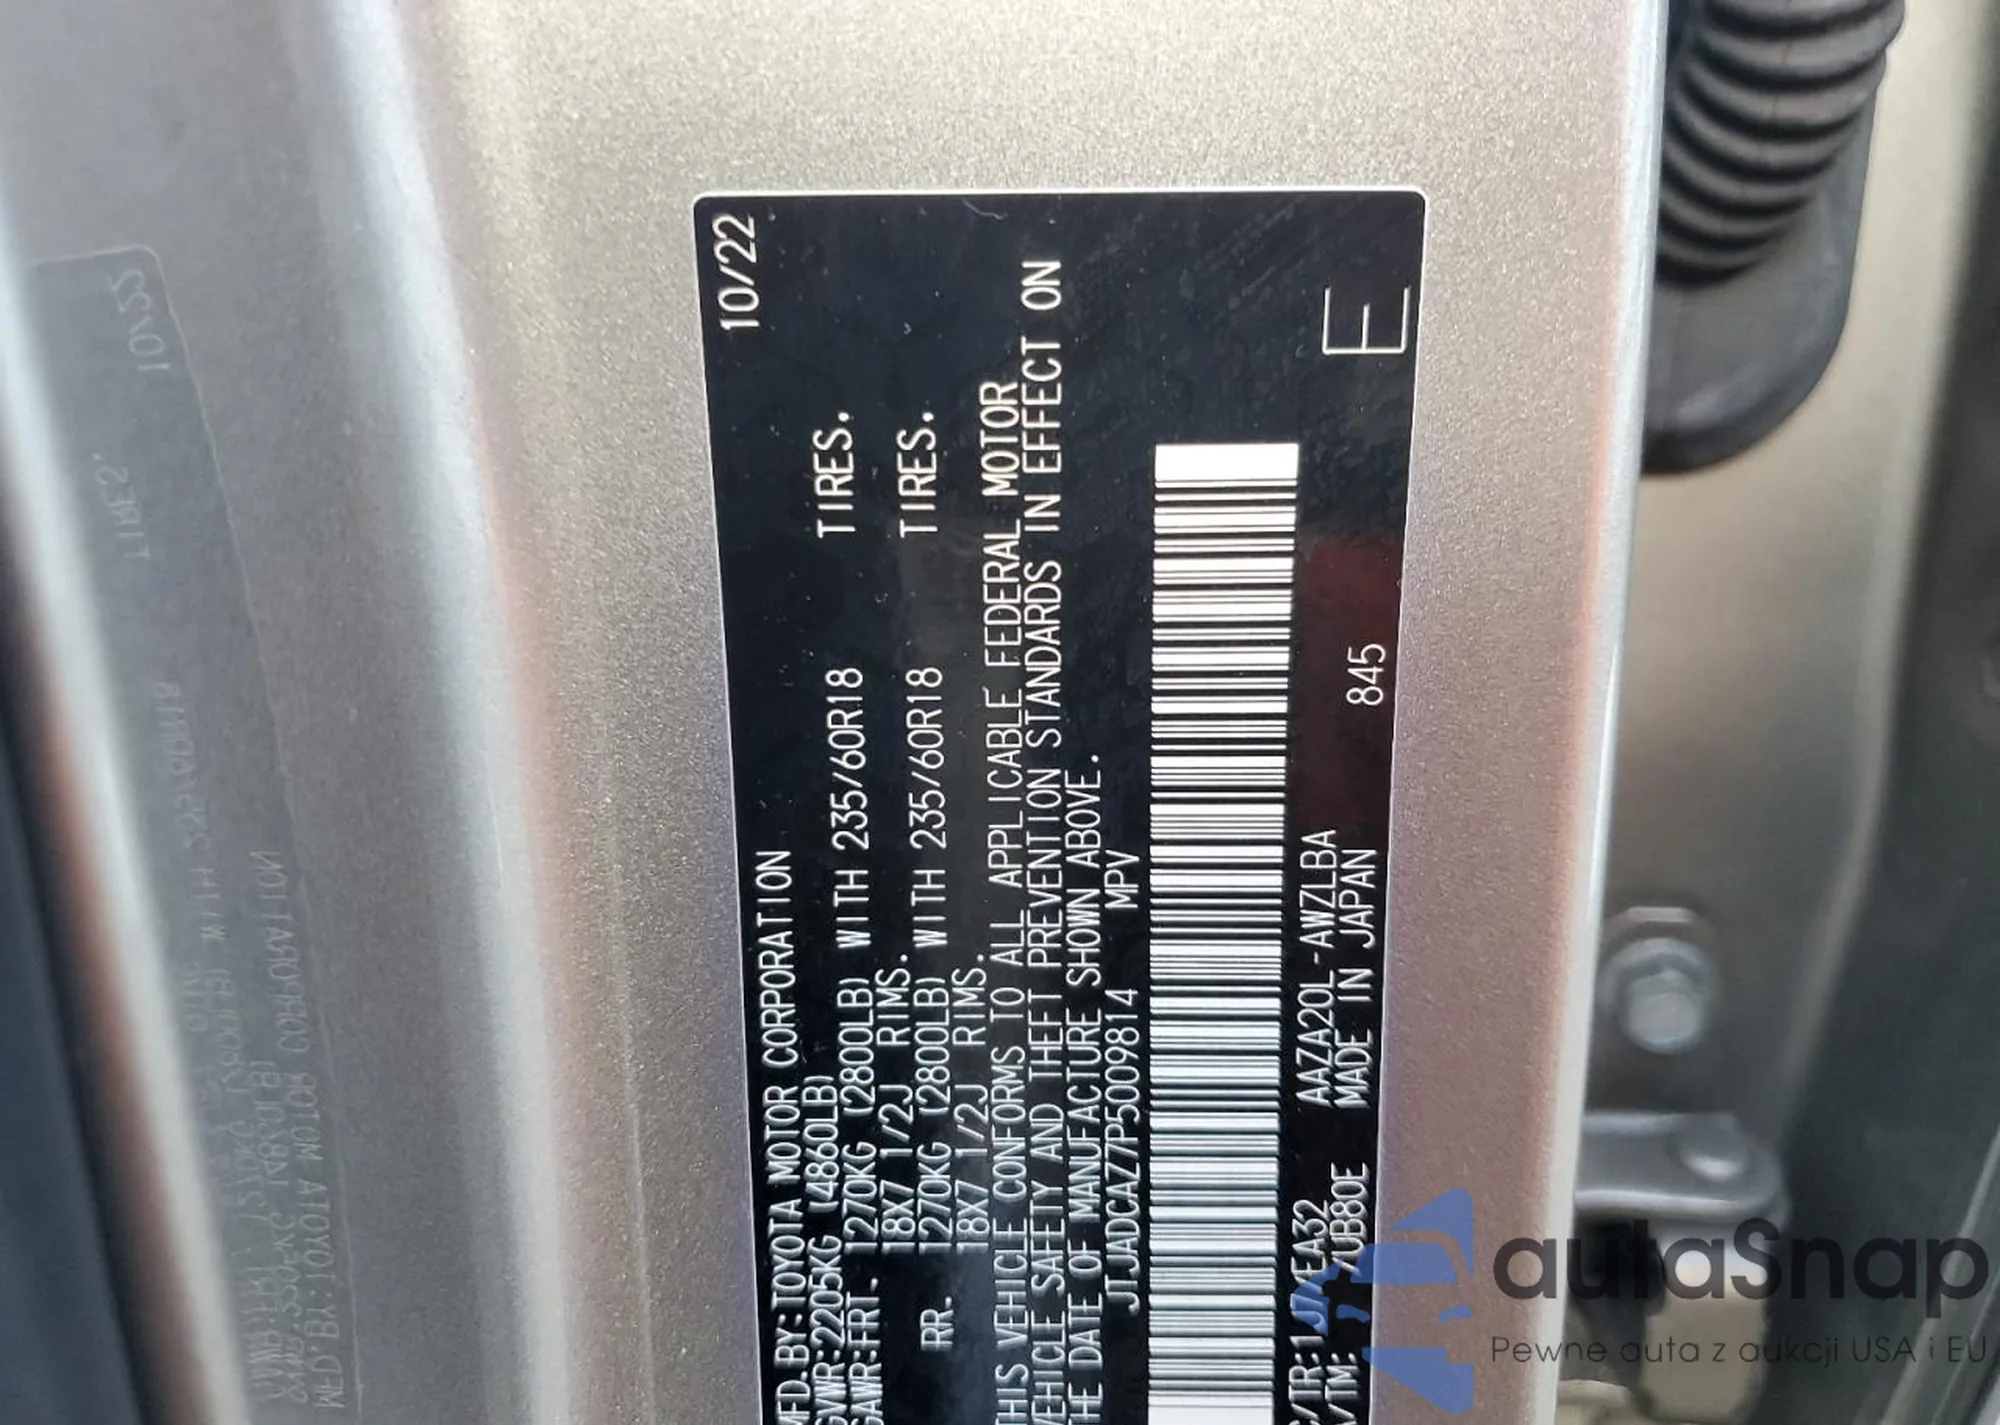 MFD.BY:TOYOTA MOTOR CORPORATION 10/22
GVWR:2205KG (4860LB)
GAWR:FRT. 1270KG (2800LB) WITH 235/60R18 TIRES.
18X7 1/2J RIMS.
RR. 1270KG (2800LB) WITH 235/60R18 TIRES.
18X7 1/2J RIMS.
THIS VEHICLE CONFORMS TO ALL APPLICABLE FEDERAL MOTOR
VEHICLE SAFETY AND THEFT PREVENTION STANDARDS IN EFFECT ON
THE DATE OF MANUFACTURE SHOWN ABOVE.
JTJADCAZ7P5009814 MPV
AAZA20L-AWZLBA
MADE IN JAPAN 845
E
autaSnap
Pewne auta z aukcji USA i EU